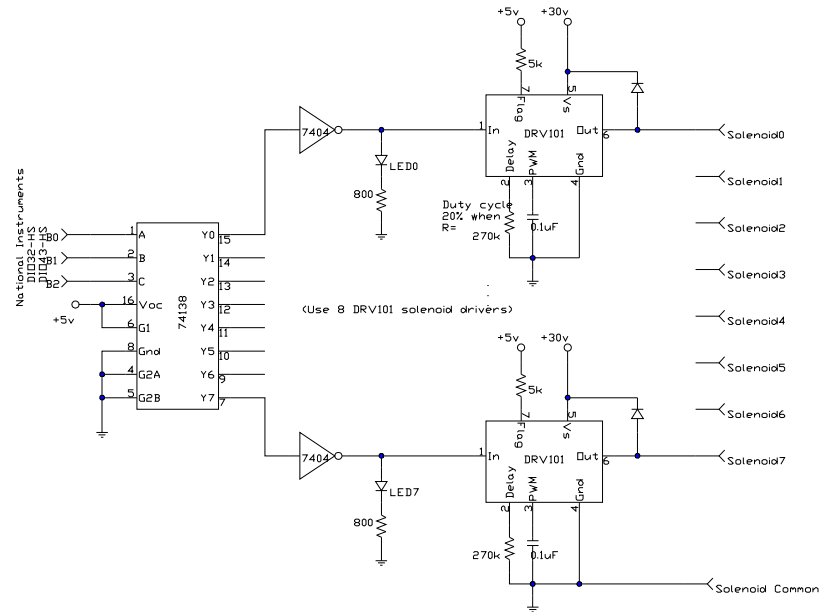 +5v
+30v
5k
7
5
Flag
Vs
1
In
DRV101
Out
6
7404
Delay
PWM
Gnd
2
3
4
LED0
800
Duty cycle
20% when
R=
270k
0.1uF
Solenoid0
Solenoid1
Solenoid2
Solenoid3
Solenoid4
Solenoid5
Solenoid6
Solenoid7
Solenoid Common
National Instruments
DIO32-HS
DIO43-HS
B0
B1
B2
+5v
1
A
2
B
3
C
16
Vcc
6
G1
8
Gnd
4
G2A
5
G2B
74138
Y0
15
Y1
14
Y2
13
Y3
12
Y4
11
Y5
10
Y6
9
Y7
7
(Use 8 DRV101 solenoid drivers)
+5v
+30v
5k
7
5
Flag
Vs
1
In
DRV101
Out
6
7404
Delay
PWM
Gnd
2
3
4
LED7
800
270k
0.1uF